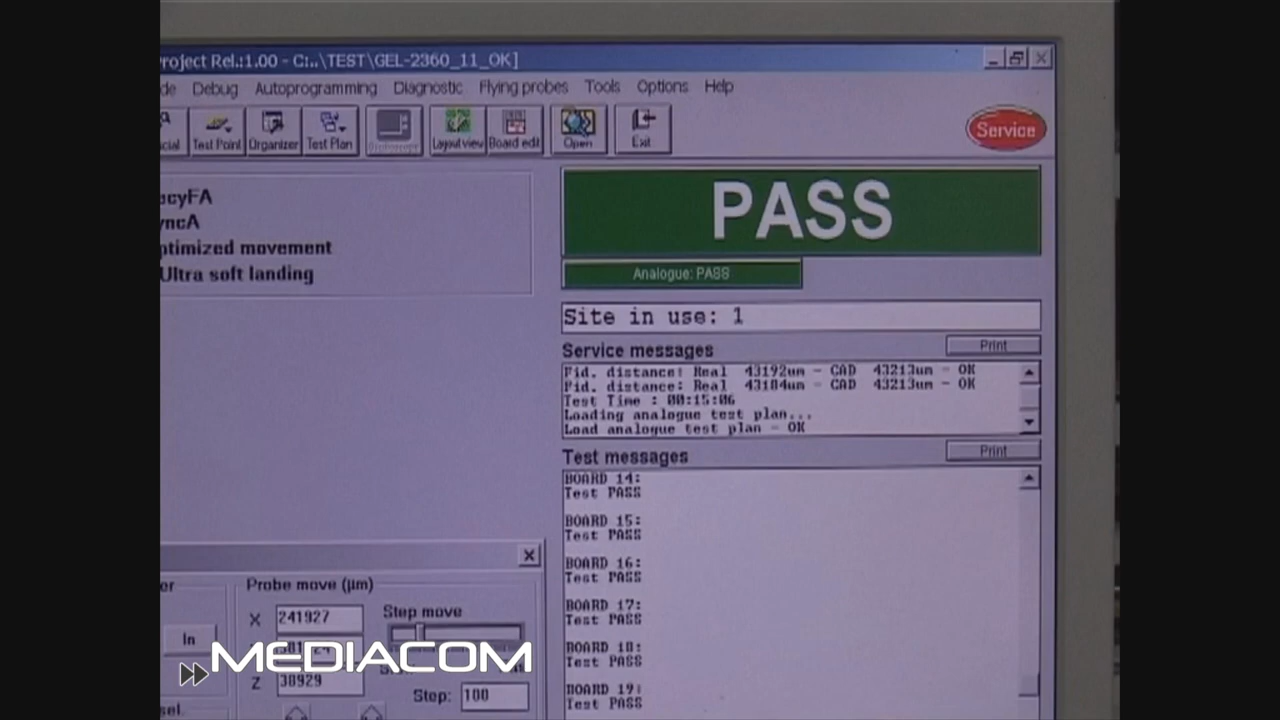 roject Rel.:1.00 - C:..\TEST\GEL-2360_11_OK]
de Debug Autoprogramming Diagnostic Flying probes Tools Options Help
cial Test Point Organizer Test Plan Layout view Board edit Open Exit
Service
PASS
Analogue: PASS
ecyFA
yncA
ptimized movement
Ultra soft landing
Site in use: 1
Service messages
Print
Fid. distance: Real 43192um - CAD 43213um - OK
Fid. distance: Real 43184um - CAD 43213um - OK
Test Time : 00:15:06
Loading analogue test plan...
Load analogue test plan - OK
Test messages
Print
BOARD 14:
Test PASS
BOARD 15:
Test PASS
BOARD 16:
Test PASS
BOARD 17:
Test PASS
BOARD 18:
Test PASS
BOARD 19:
Test PASS
er
Probe move (µm)
X 241927
Step move
In
Z 38929
Step: 100
sel.
MEDIACOM